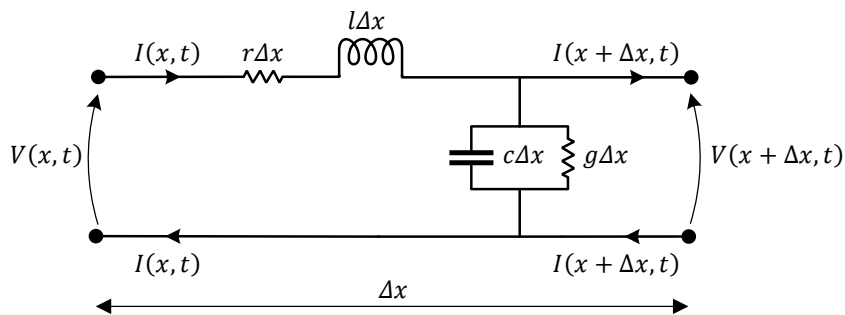 lΔx
I(x, t)
rΔx
I(x + Δx, t)
V(x, t)
cΔx
gΔx
V(x + Δx, t)
I(x, t)
I(x + Δx, t)
Δx